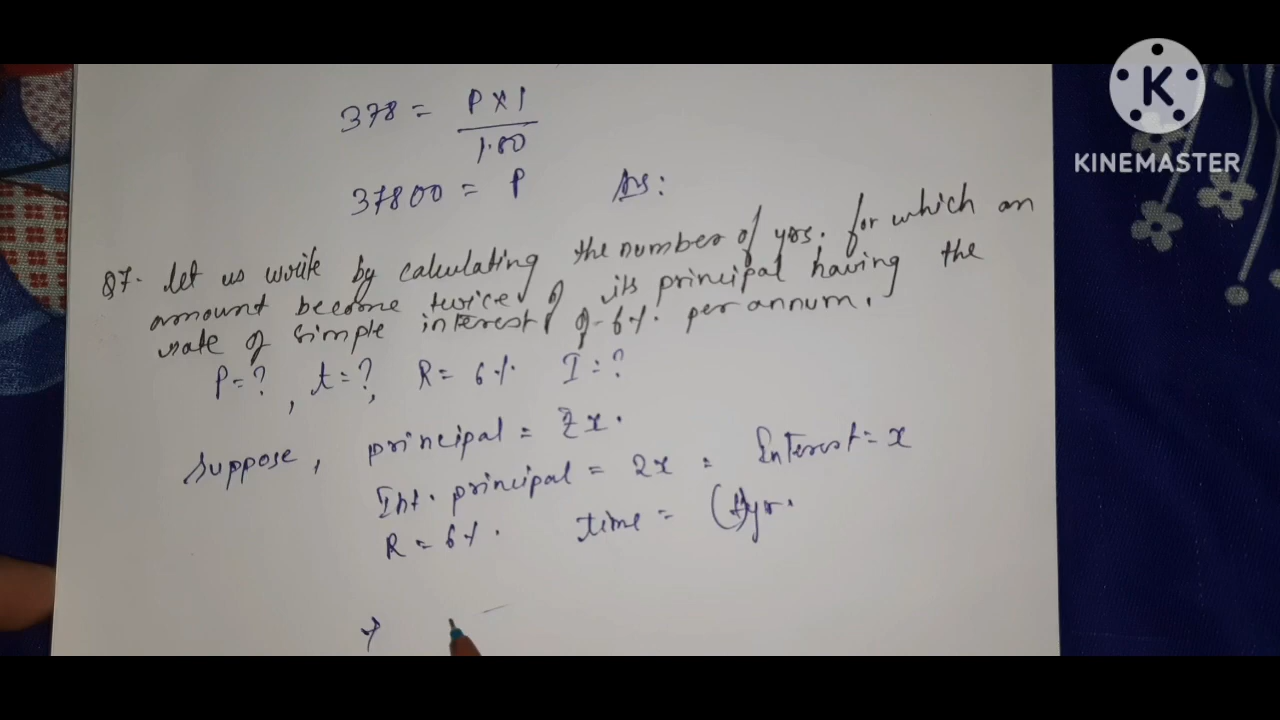 378 = P × 1 / 1.80
37800 = P Ans:
Q7. Let us write by calculating the number of yrs. for which an
amount become twice of its principal having the
rate of simple interest of 6%. per annum.
P=?, t=?, R= 6%. I=?
Suppose, principal = ₹x.
Int. principal = 2x = Interest = x
R = 6%. time = (t)yr.
K
KINEMASTER